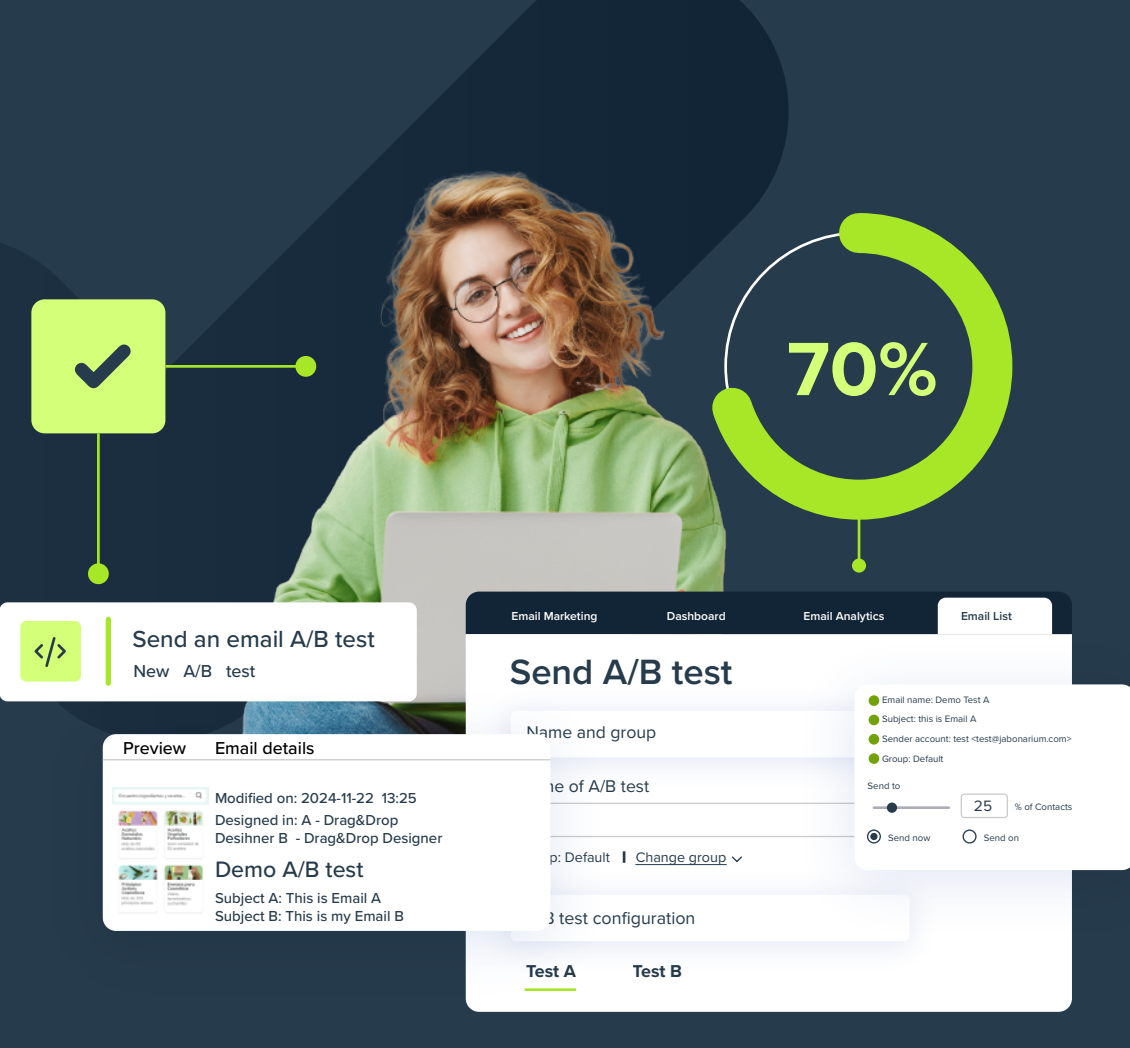 70%
Send an email A/B test
New A/B test
Email Marketing Dashboard Email Analytics Email List
Send A/B test
Name and group
of A/B test
Default Change group
test configuration
Test A Test B
Email name: Demo Test A
Subject: this is Email A
Sender account: test <test@jabonarium.com>
Group: Default
Send to
25 % of Contacts
Send now Send on
Preview Email details
Modified on: 2024-11-22 13:25
Designed in: A - Drag&Drop
Desihner B - Drag&Drop Designer
Demo A/B test
Subject A: This is Email A
Subject B: This is my Email B